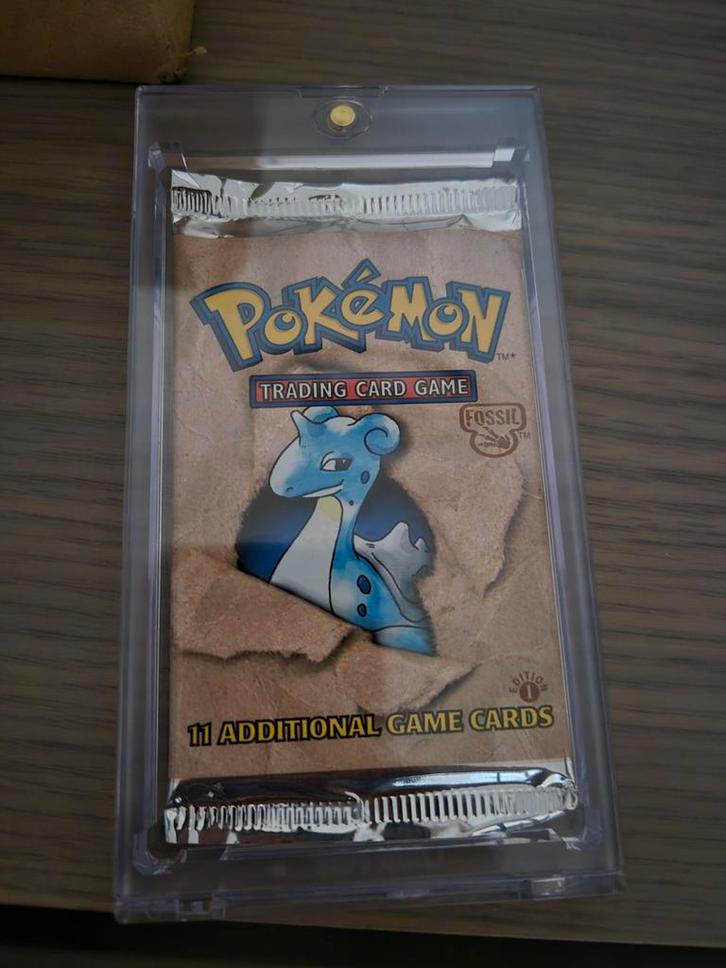 POKéMON
TM*
TRADING CARD GAME
FOSSIL
TM
EDITION
1
11 ADDITIONAL GAME CARDS